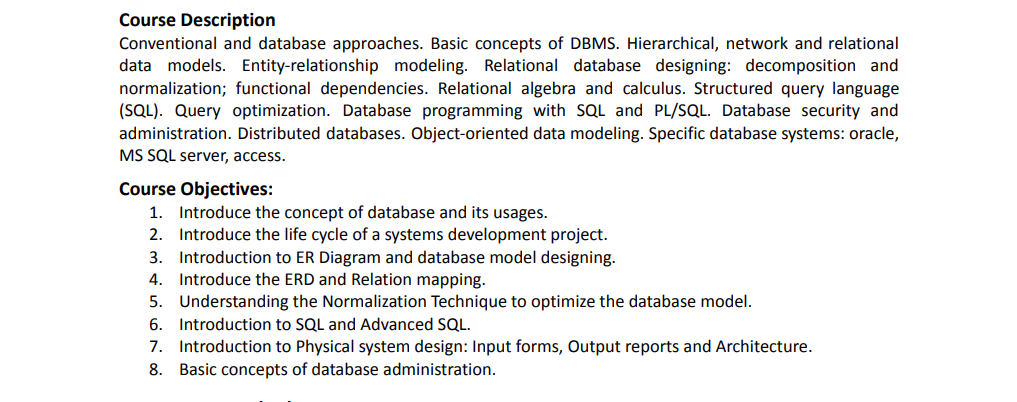 Course Description
Conventional and database approaches. Basic concepts of DBMS. Hierarchical, network and relational
data models. Entity-relationship modeling. Relational database designing: decomposition and
normalization; functional dependencies. Relational algebra and calculus. Structured query language
(SQL). Query optimization. Database programming with SQL and PL/SQL. Database security and
administration. Distributed databases. Object-oriented data modeling. Specific database systems: oracle,
MS SQL server, access.
Course Objectives:
1. Introduce the concept of database and its usages.
2. Introduce the life cycle of a systems development project.
3. Introduction to ER Diagram and database model designing.
4. Introduce the ERD and Relation mapping.
5. Understanding the Normalization Technique to optimize the database model.
6. Introduction to SQL and Advanced SQL.
7. Introduction to Physical system design: Input forms, Output reports and Architecture.
8. Basic concepts of database administration.